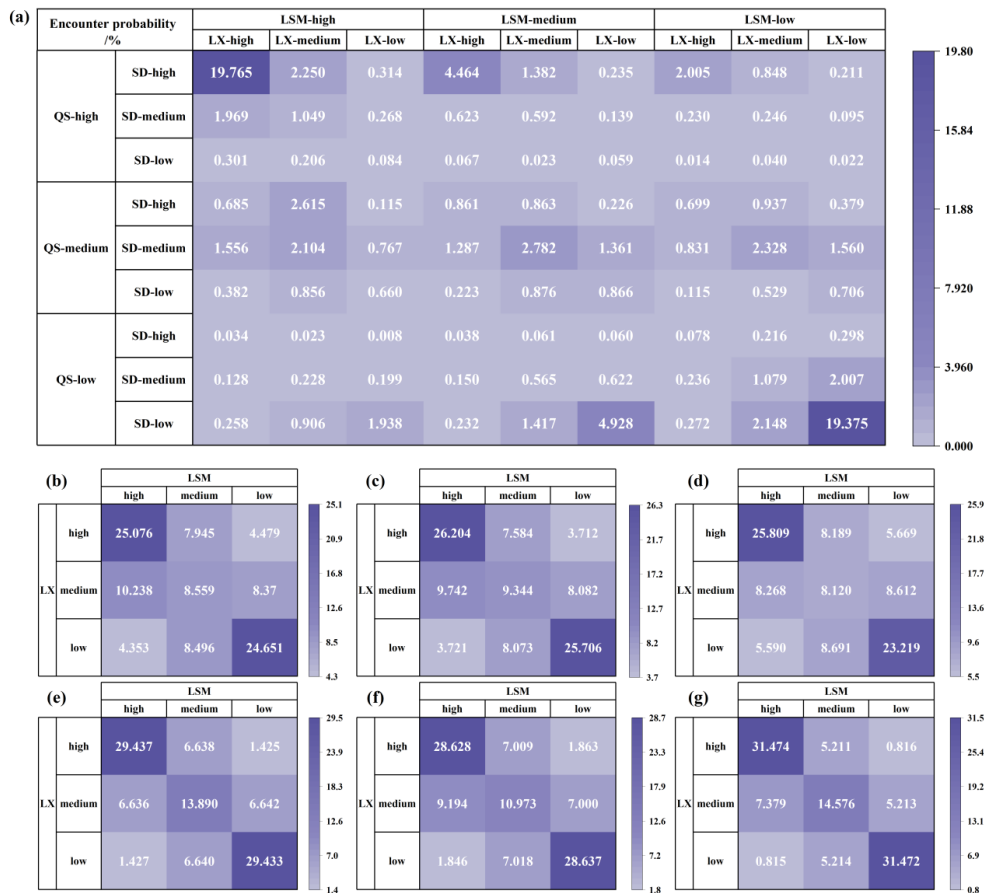 (a)
Encounter probability
/%
LSM-high LSM-medium LSM-low
LX-high LX-medium LX-low LX-high LX-medium LX-low LX-high LX-medium LX-low
QS-high
SD-high 19.765 2.250 0.314 4.464 1.382 0.235 2.005 0.848 0.211
SD-medium 1.969 1.049 0.268 0.623 0.592 0.139 0.230 0.246 0.095
SD-low 0.301 0.206 0.084 0.067 0.023 0.059 0.014 0.040 0.022
QS-medium
SD-high 0.685 2.615 0.115 0.861 0.863 0.226 0.699 0.937 0.379
SD-medium 1.556 2.104 0.767 1.287 2.782 1.361 0.831 2.328 1.560
SD-low 0.382 0.856 0.660 0.223 0.876 0.866 0.115 0.529 0.706
QS-low
SD-high 0.034 0.023 0.008 0.038 0.061 0.060 0.078 0.216 0.298
SD-medium 0.128 0.228 0.199 0.150 0.565 0.622 0.236 1.079 2.007
SD-low 0.258 0.906 1.938 0.232 1.417 4.928 0.272 2.148 19.375
19.80
15.84
11.88
7.920
3.960
0.000
(b)
LSM
high medium low
LX
high 25.076 7.945 4.479
medium 10.238 8.559 8.37
low 4.353 8.496 24.651
25.1
20.9
16.8
12.6
8.5
4.3
(c)
LSM
high medium low
LX
high 26.204 7.584 3.712
medium 9.742 9.344 8.082
low 3.721 8.073 25.706
26.3
21.7
17.2
12.7
8.2
3.7
(d)
LSM
high medium low
LX
high 25.809 8.189 5.669
medium 8.268 8.120 8.612
low 5.590 8.691 23.219
25.9
21.8
17.7
13.6
9.6
5.5
(e)
LSM
high medium low
LX
high 29.437 6.638 1.425
medium 6.636 13.890 6.642
low 1.427 6.640 29.433
29.5
23.9
18.3
12.6
7.0
1.4
(f)
LSM
high medium low
LX
high 28.628 7.009 1.863
medium 9.194 10.973 7.000
low 1.846 7.018 28.637
28.7
23.3
17.9
12.6
7.2
1.8
(g)
LSM
high medium low
LX
high 31.474 5.211 0.816
medium 7.379 14.576 5.213
low 0.815 5.214 31.472
31.5
25.4
19.2
13.1
6.9
0.8